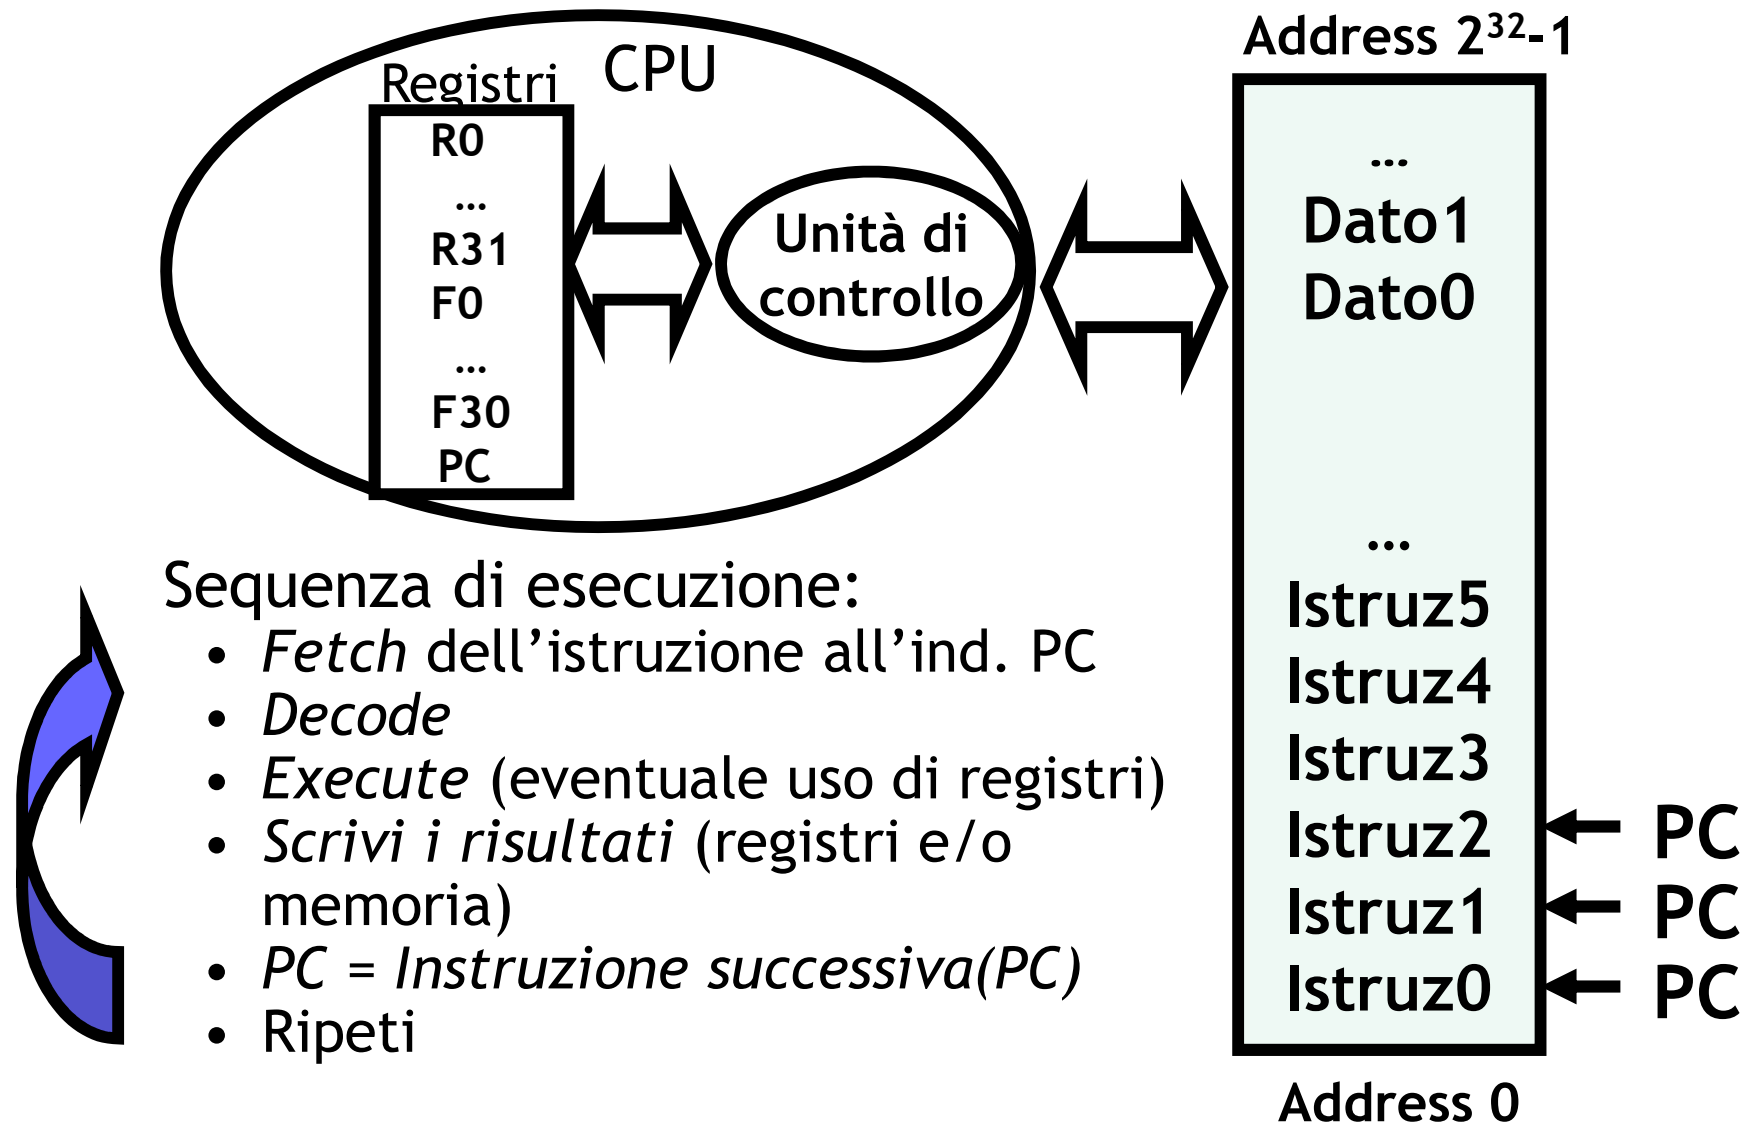 CPU
Registri
R0
...
R31
F0
...
F30
PC
Unità di
controllo
Address 2³²-1
...
Dato1
Dato0
...
Istruz5
Istruz4
Istruz3
Istruz2
Istruz1
Istruz0
PC
PC
PC
Address 0
Sequenza di esecuzione:
• Fetch dell’istruzione all’ind. PC
• Decode
• Execute (eventuale uso di registri)
• Scrivi i risultati (registri e/o
memoria)
• PC = Instruzione successiva(PC)
• Ripeti